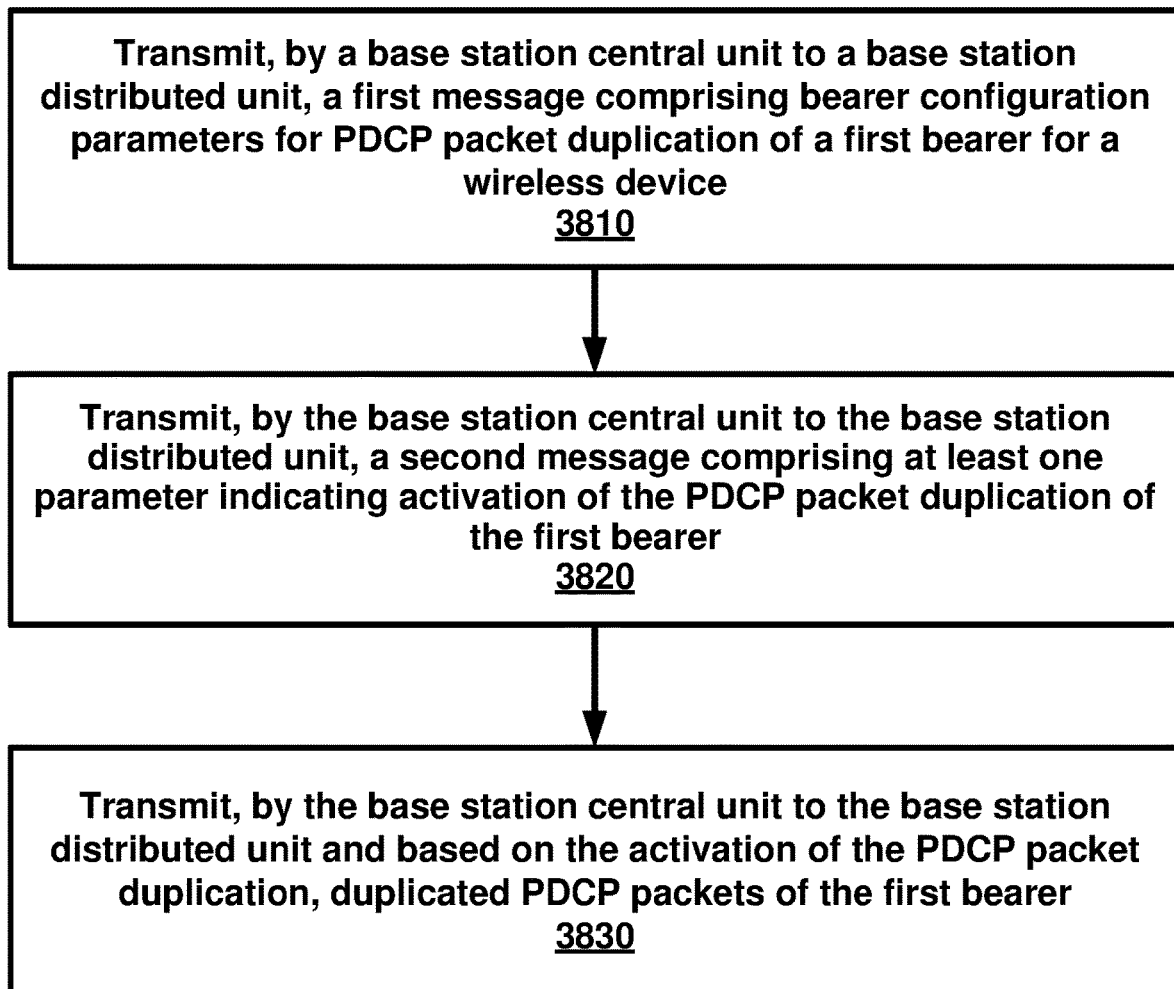 Transmit, by a base station central unit to a base station
distributed unit, a first message comprising bearer configuration
parameters for PDCP packet duplication of a first bearer for a
wireless device
3810
Transmit, by the base station central unit to the base station
distributed unit, a second message comprising at least one
parameter indicating activation of the PDCP packet duplication of
the first bearer
3820
Transmit, by the base station central unit to the base station
distributed unit and based on the activation of the PDCP packet
duplication, duplicated PDCP packets of the first bearer
3830